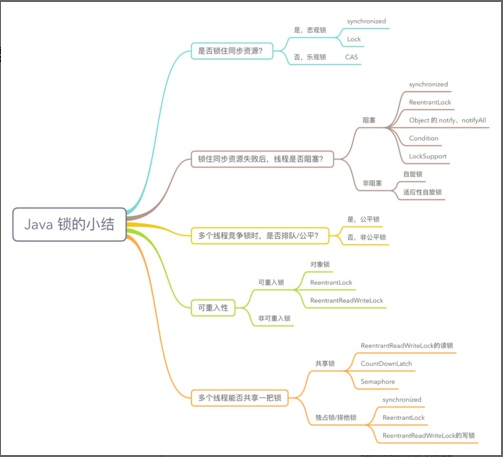 Java 锁的小结
是否锁住同步资源？
是，悲观锁
synchronized
Lock
否，乐观锁
CAS
锁住同步资源失败后，线程是否阻塞？
阻塞
synchronized
ReentrantLock
Object 的 notify、notifyAll
Condition
LockSupport
非阻塞
自旋锁
适应性自旋锁
多个线程竞争锁时，是否排队/公平？
是，公平锁
否，非公平锁
可重入性
可重入锁
对象锁
ReentrantLock
ReentrantReadWriteLock
非可重入锁
多个线程能否共享一把锁
共享锁
ReentrantReadWriteLock的读锁
CountDownLatch
Semaphore
独占锁/排他锁
synchronized
ReentrantLock
ReentrantReadWriteLock的写锁